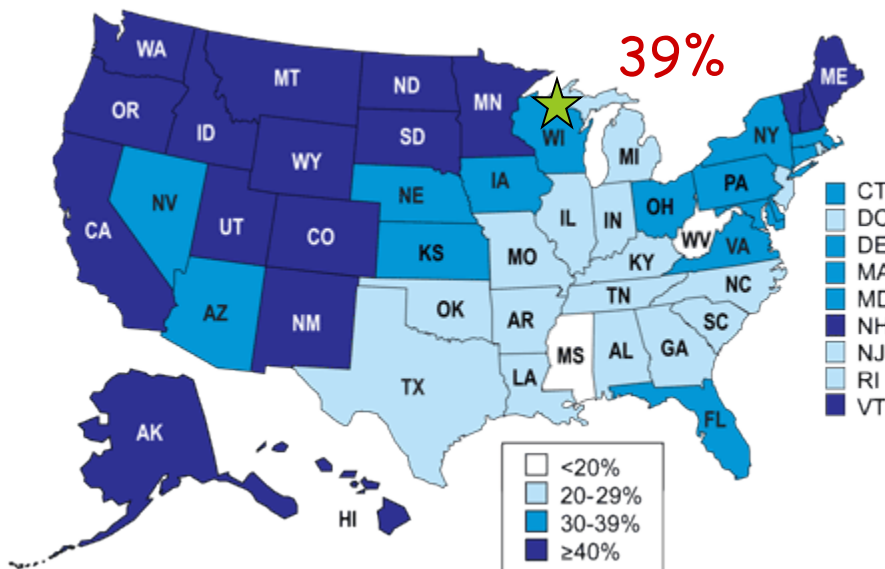 39%
WA
MT
ND
MN
ME
OR
ID
SD
WI
MI
NY
WY
NV
NE
IA
PA
CA
UT
CO
KS
MO
IL
IN
OH
WV
VA
KY
NC
AZ
NM
OK
AR
TN
SC
TX
LA
MS
AL
GA
FL
AK
HI
CT
DC
DE
MA
MD
NH
NJ
RI
VT
<20%
20-29%
30-39%
≥40%